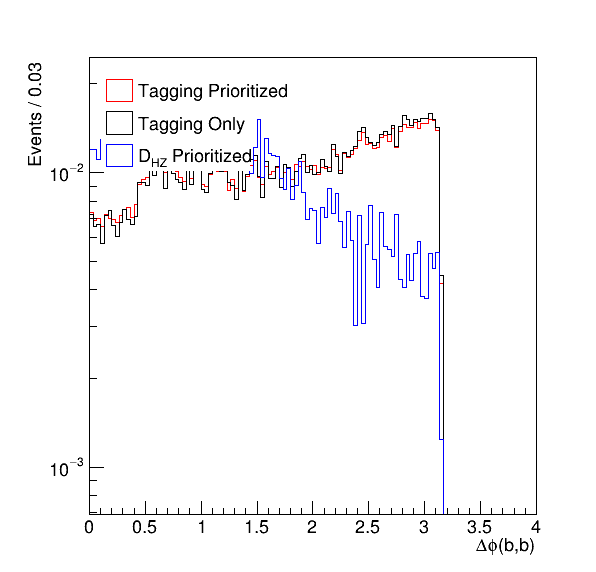 Events / 0.03
Tagging Prioritized
Tagging Only
D_HZ Prioritized
10⁻²
10⁻³
0 0.5 1 1.5 2 2.5 3 3.5 4
Δϕ(b,b)